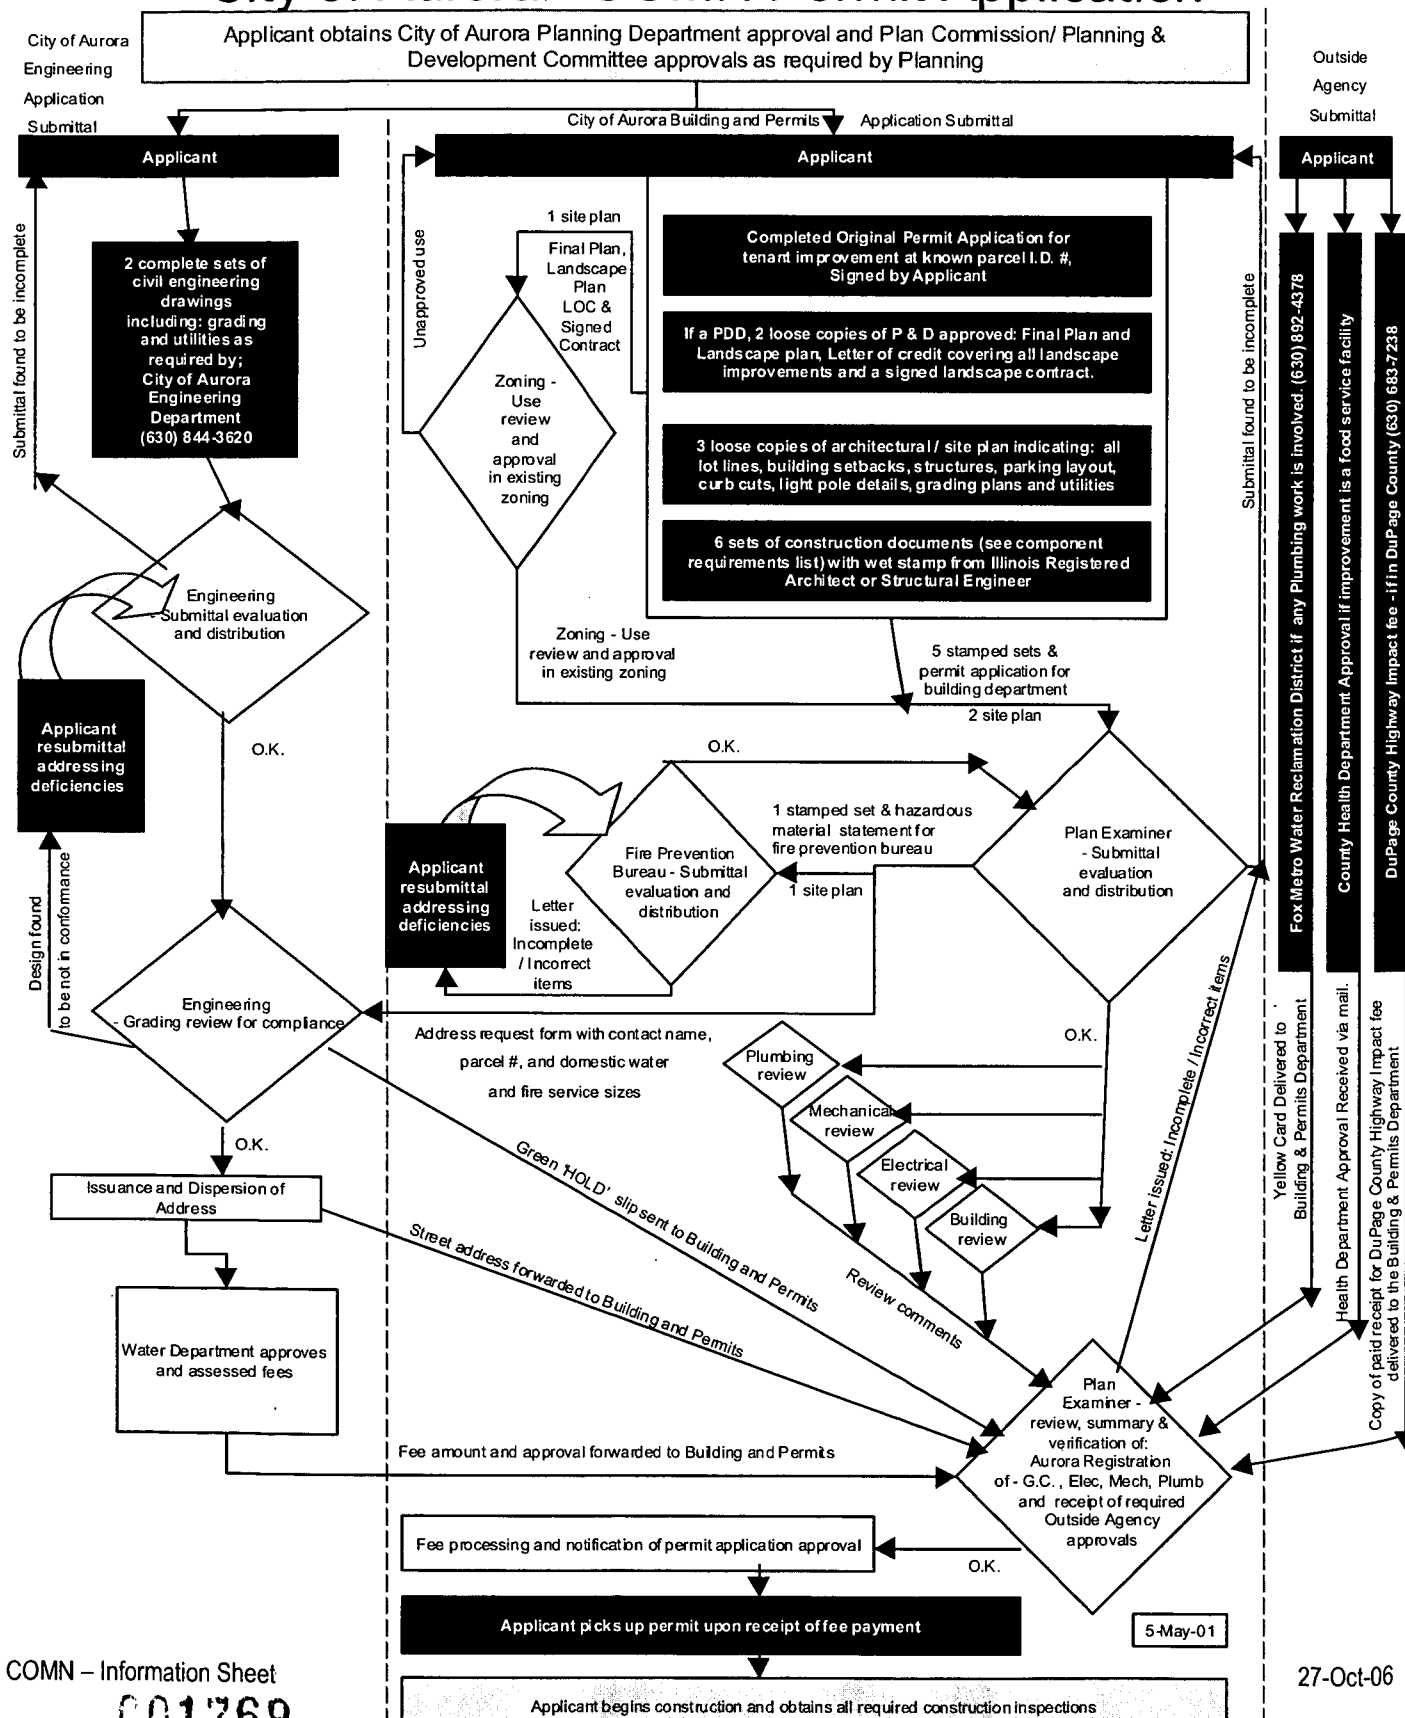 Applicant obtains City of Aurora Planning Department approval and Plan Commission/ Planning &
Development Committee approvals as required by Planning
City of Aurora
Engineering
Application
Submittal
City of Aurora Building and Permits
Application Submittal
Outside
Agency
Submittal
Applicant
Applicant
Applicant
Submittal found to be incomplete
2 complete sets of
civil engineering
drawings
including: grading
and utilities as
required by;
City of Aurora
Engineering
Department
(630) 844-3620
Engineering
- Submittal evaluation
and distribution
Applicant
resubmittal
addressing
deficiencies
O.K.
Design found
to be not in conformance
Engineering
- Grading review for compliance
O.K.
Issuance and Dispersion of
Address
Water Department approves
and assessed fees
Unapproved use
1 site plan
Final Plan,
Landscape
Plan
LOC &
Signed
Contract
Zoning -
Use
review
and
approval
in existing
zoning
Completed Original Permit Application for
tenant improvement at known parcel I.D. #,
Signed by Applicant
If a PDD, 2 loose copies of P & D approved: Final Plan and
Landscape plan, Letter of credit covering all landscape
improvements and a signed landscape contract.
3 loose copies of architectural / site plan indicating: all
lot lines, building setbacks, structures, parking layout,
curb cuts, light pole details, grading plans and utilities
6 sets of construction documents (see component
requirements list) with wet stamp from Illinois Registered
Architect or Structural Engineer
Submittal found to be incomplete
Zoning - Use
review and approval
in existing zoning
5 stamped sets &
permit application for
building department
2 site plan
O.K.
1 stamped set & hazardous
material statement for
fire prevention bureau
1 site plan
Plan Examiner
- Submittal
evaluation
and distribution
Fire Prevention
Bureau - Submittal
evaluation and
distribution
Applicant
resubmittal
addressing
deficiencies
Letter
issued:
Incomplete
/ Incorrect
items
Address request form with contact name,
parcel #, and domestic water
and fire service sizes
O.K.
Plumbing
review
Mechanical
review
Electrical
review
Building
review
Review comments
Letter issued: Incomplete / Incorrect items
Green 'HOLD' slip sent to Building and Permits
Street address forwarded to Building and Permits
Fee amount and approval forwarded to Building and Permits
Plan
Examiner -
review, summary &
verification of:
Aurora Registration
of - G.C. , Elec, Mech, Plumb
and receipt of required
Outside Agency
approvals
O.K.
Fox Metro Water Reclamation District if any Plumbing work is involved. (630) 892-4378
County Health Department Approval if improvement is a food service facility
DuPage County Highway Impact fee - if in DuPage County (630) 683-7238
Yellow Card Delivered to
Building & Permits Department
Health Department Approval Received via mail.
Copy of paid receipt for DuPage County Highway Impact fee
delivered to the Building & Permits Department
Fee processing and notification of permit application approval
Applicant picks up permit upon receipt of fee payment
5-May-01
Applicant begins construction and obtains all required construction inspections
COMN – Information Sheet
27-Oct-06